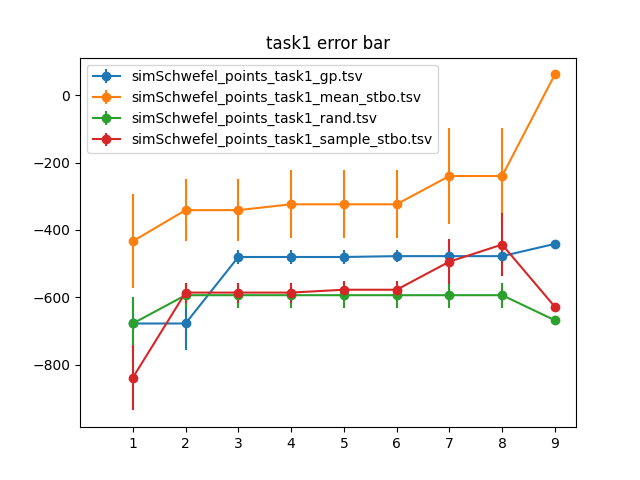 task1 error bar
simSchwefel_points_task1_gp.tsv
simSchwefel_points_task1_mean_stbo.tsv
simSchwefel_points_task1_rand.tsv
simSchwefel_points_task1_sample_stbo.tsv
0
−200
−400
−600
−800
1 2 3 4 5 6 7 8 9